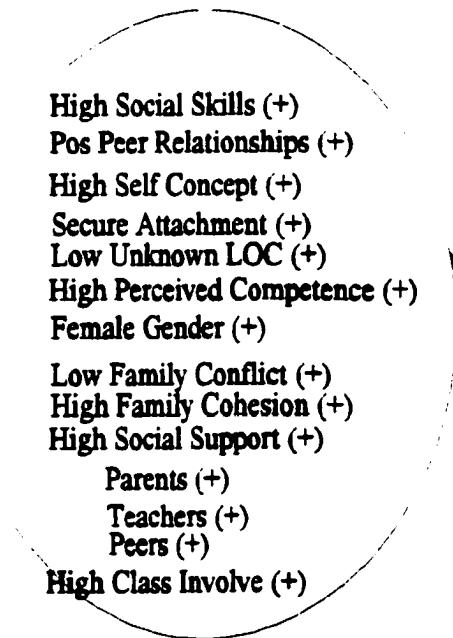 High Social Skills (+)
Pos Peer Relationships (+)
High Self Concept (+)
Secure Attachment (+)
Low Unknown LOC (+)
High Perceived Competence (+)
Female Gender (+)
Low Family Conflict (+)
High Family Cohesion (+)
High Social Support (+)
Parents (+)
Teachers (+)
Peers (+)
High Class Involve (+)